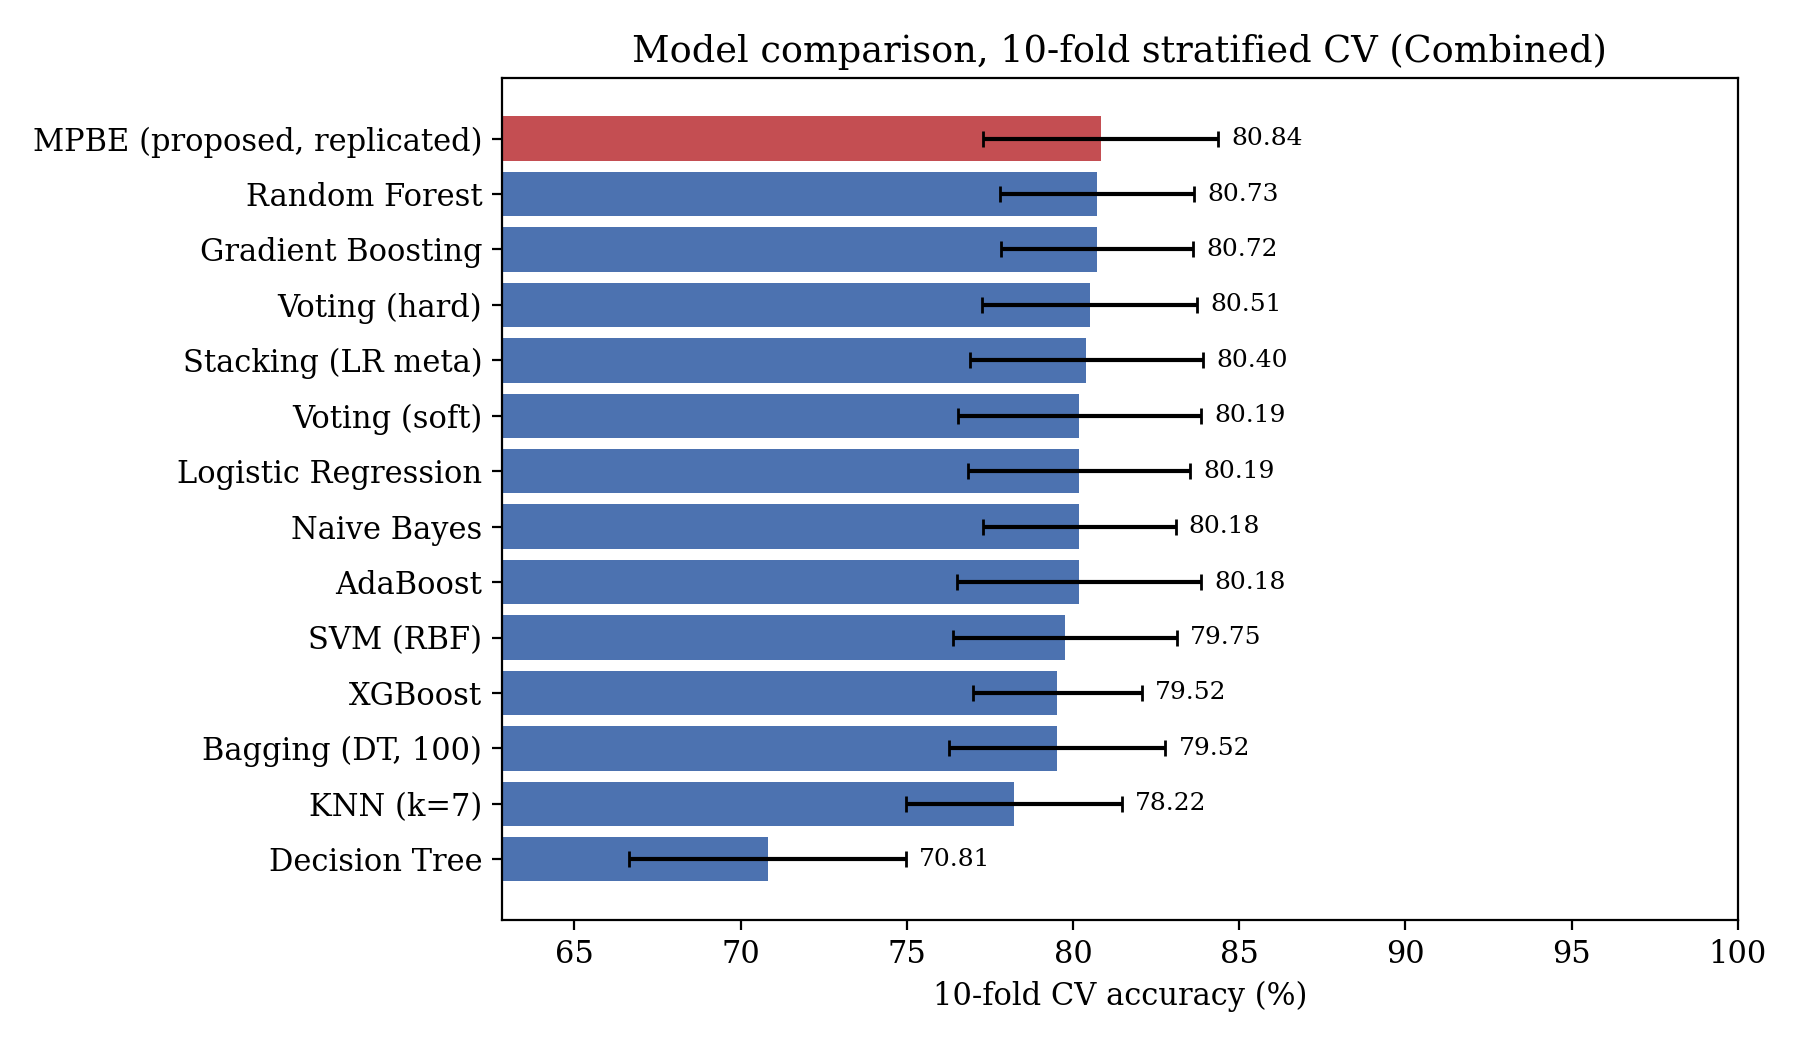 Model comparison, 10-fold stratified CV (Combined)
MPBE (proposed, replicated) 80.84
Random Forest 80.73
Gradient Boosting 80.72
Voting (hard) 80.51
Stacking (LR meta) 80.40
Voting (soft) 80.19
Logistic Regression 80.19
Naive Bayes 80.18
AdaBoost 80.18
SVM (RBF) 79.75
XGBoost 79.52
Bagging (DT, 100) 79.52
KNN (k=7) 78.22
Decision Tree 70.81
65 70 75 80 85 90 95 100
10-fold CV accuracy (%)